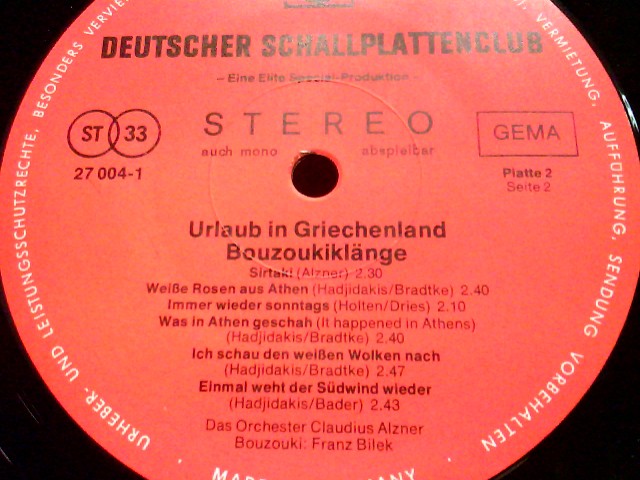 DEUTSCHER SCHALLPLATTENCLUB
– Eine Elite Special-Produktion –
ST 33
STEREO
GEMA
auch mono abspielbar
27 004-1
Platte 2
Seite 2
Urlaub in Griechenland
Bouzoukiklänge
Sirtaki (Alzner) 2.30
Weiße Rosen aus Athen (Hadjidakis/Bradtke) 2.40
Immer wieder sonntags (Holten/Dries) 2.10
Was in Athen geschah (It happened in Athens)
(Hadjidakis/Bradtke) 2.40
Ich schau den weißen Wolken nach
(Hadjidakis/Bradtke) 2.47
Einmal weht der Südwind wieder
(Hadjidakis/Bader) 2.43
Das Orchester Claudius Alzner
Bouzouki: Franz Bilek
URHEBER- UND LEISTUNGSSCHUTZRECHTE, BESONDERS
VERMIETUNG, AUFFÜHRUNG, SENDUNG VORBEHALTEN